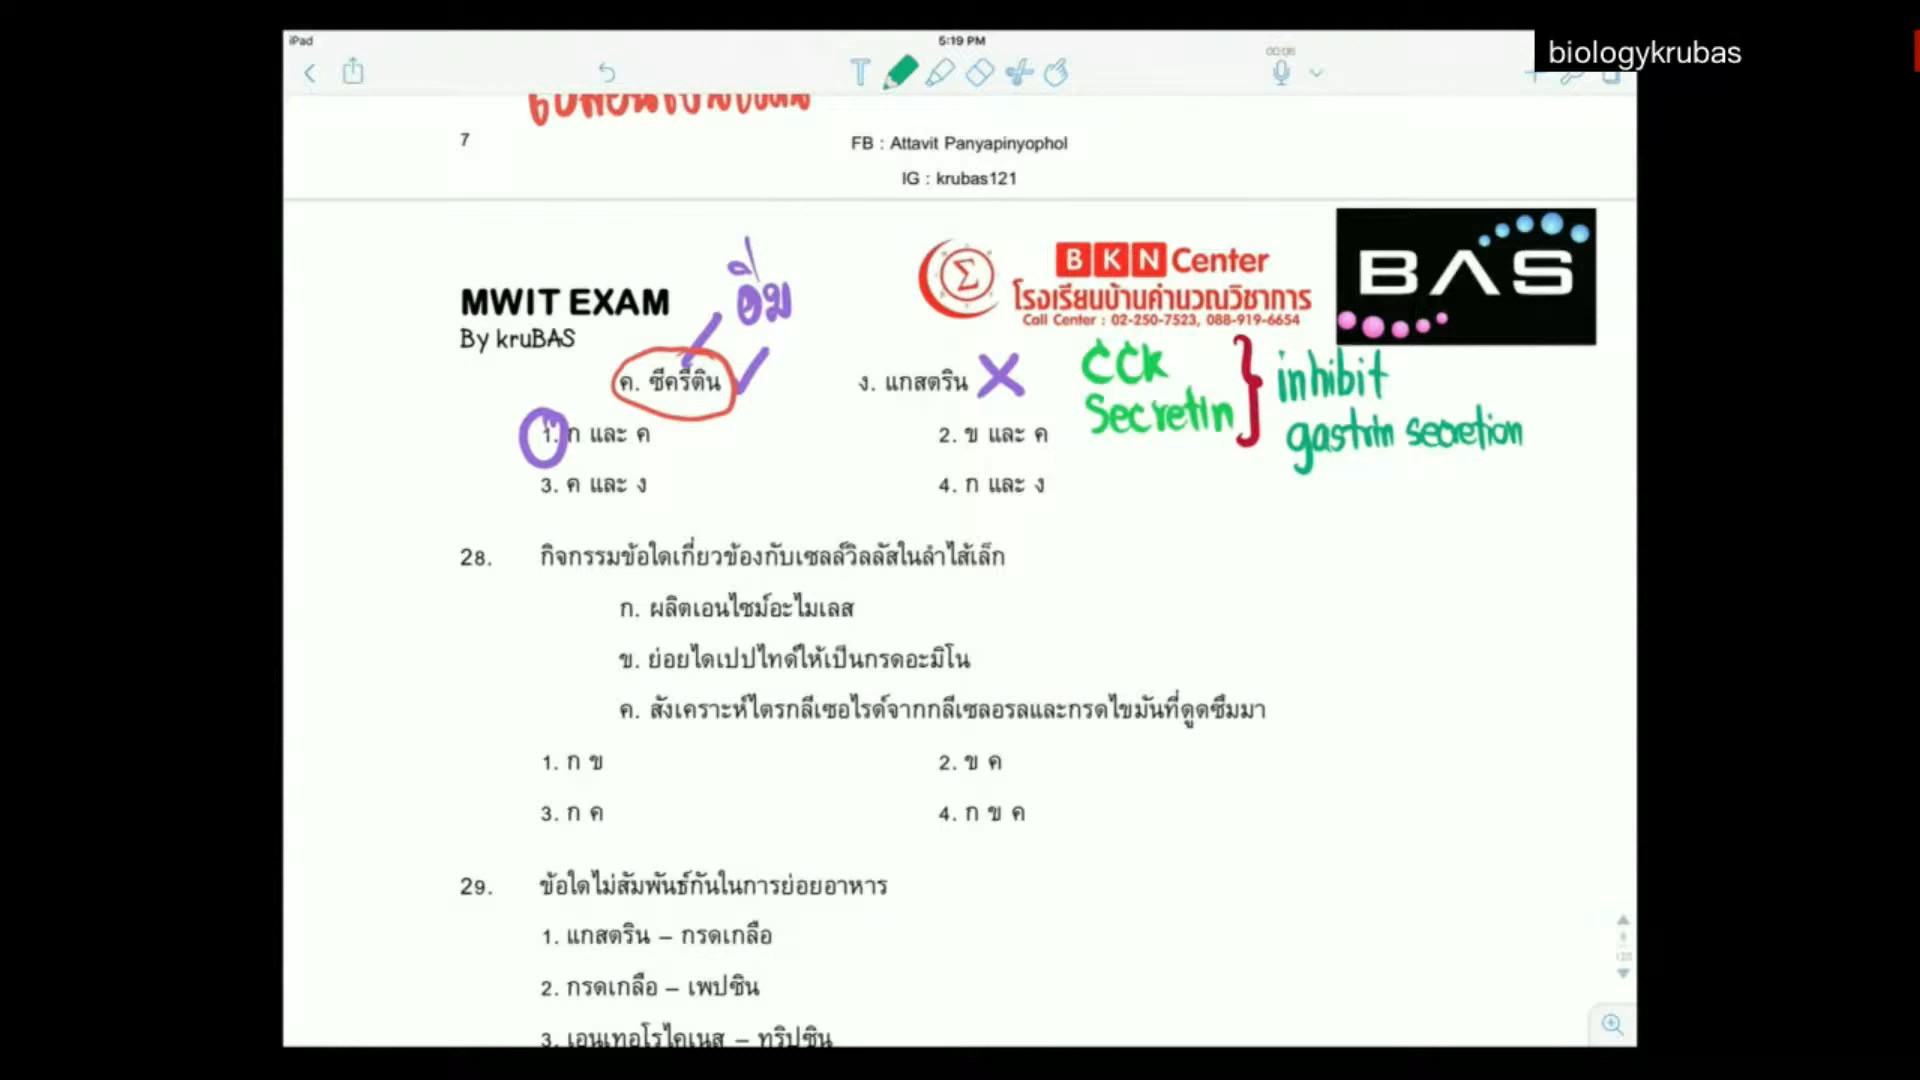 iPad
5:19 PM
00:06
biologykrubas
7
FB : Attavit Panyapinyophol
IG : krubas121
MWIT EXAM
By kruBAS
อิ่ม
Σ
BKN Center
โรงเรียนบ้านคำนวณวิชาการ
Call Center : 02-250-7523, 088-919-6654
BAS
ค. ซีครีติน
ง. แกสตริน
CCK
Secretin
inhibit
gastrin secretion
1. ก และ ค
2. ข และ ค
3. ค และ ง
4. ก และ ง
28. กิจกรรมข้อใดเกี่ยวข้องกับเซลล์วิลลัสในลำไส้เล็ก
ก. ผลิตเอนไซม์อะไมเลส
ข. ย่อยไดเปปไทด์ให้เป็นกรดอะมิโน
ค. สังเคราะห์ไตรกลีเซอไรด์จากกลีเซลอรลและกรดไขมันที่ดูดซึมมา
1. ก ข
2. ข ค
3. ก ค
4. ก ข ค
29. ข้อใดไม่สัมพันธ์กันในการย่อยอาหาร
1. แกสตริน – กรดเกลือ
2. กรดเกลือ – เพปซิน
3. เอนเทอโรไคเนส – ทริปซิน